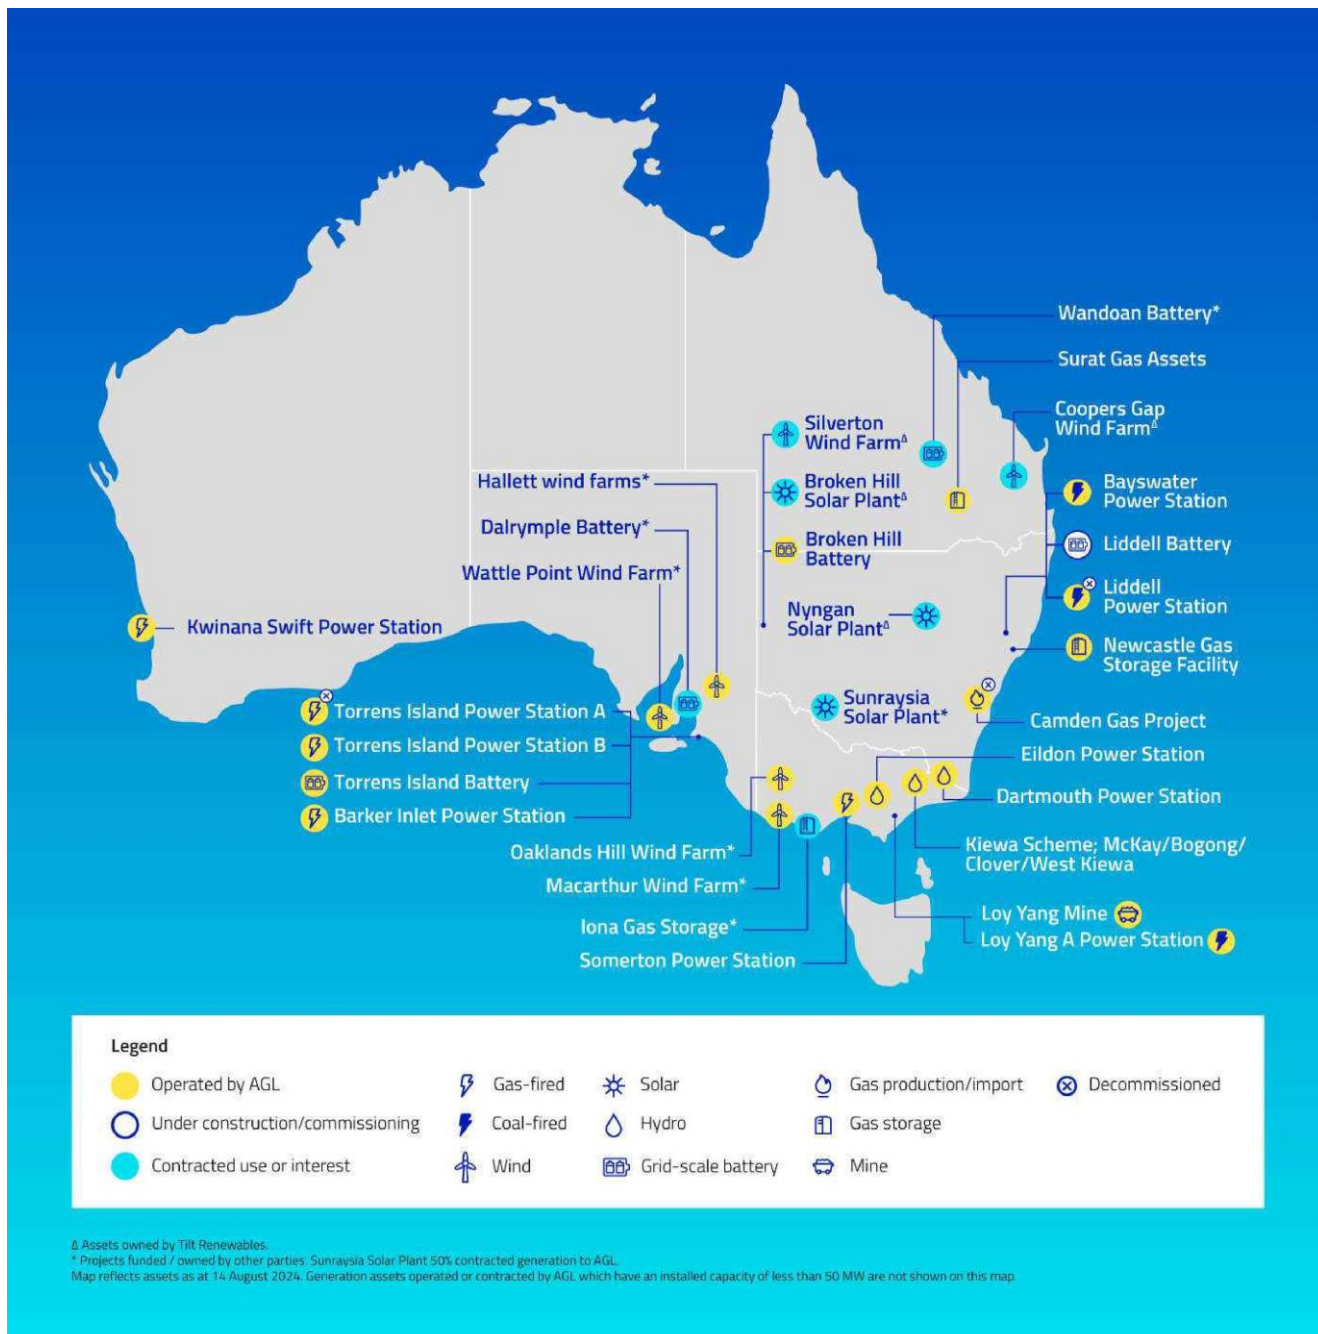 Wandoan Battery*
Surat Gas Assets
Coopers Gap
Wind Farm∆
Silverton
Wind Farm∆
Broken Hill
Solar Plant∆
Broken Hill
Battery
Hallett wind farms*
Dalrymple Battery*
Wattle Point Wind Farm*
Bayswater
Power Station
Liddell Battery
Liddell
Power Station
Nyngan
Solar Plant∆
Kwinana Swift Power Station
Newcastle Gas
Storage Facility
Sunraysia
Solar Plant*
Torrens Island Power Station A
Torrens Island Power Station B
Torrens Island Battery
Barker Inlet Power Station
Camden Gas Project
Eildon Power Station
Dartmouth Power Station
Kiewa Scheme; McKay/Bogong/
Clover/West Kiewa
Oaklands Hill Wind Farm*
Macarthur Wind Farm*
Iona Gas Storage*
Somerton Power Station
Loy Yang Mine
Loy Yang A Power Station
Legend
Operated by AGL
Under construction/commissioning
Contracted use or interest
Gas-fired
Coal-fired
Wind
Solar
Hydro
Grid-scale battery
Gas production/import
Gas storage
Mine
Decommissioned
∆ Assets owned by Tilt Renewables.
* Projects funded / owned by other parties. Sunraysia Solar Plant 50% contracted generation to AGL.
Map reflects assets as at 14 August 2024. Generation assets operated or contracted by AGL which have an installed capacity of less than 50 MW are not shown on this map.